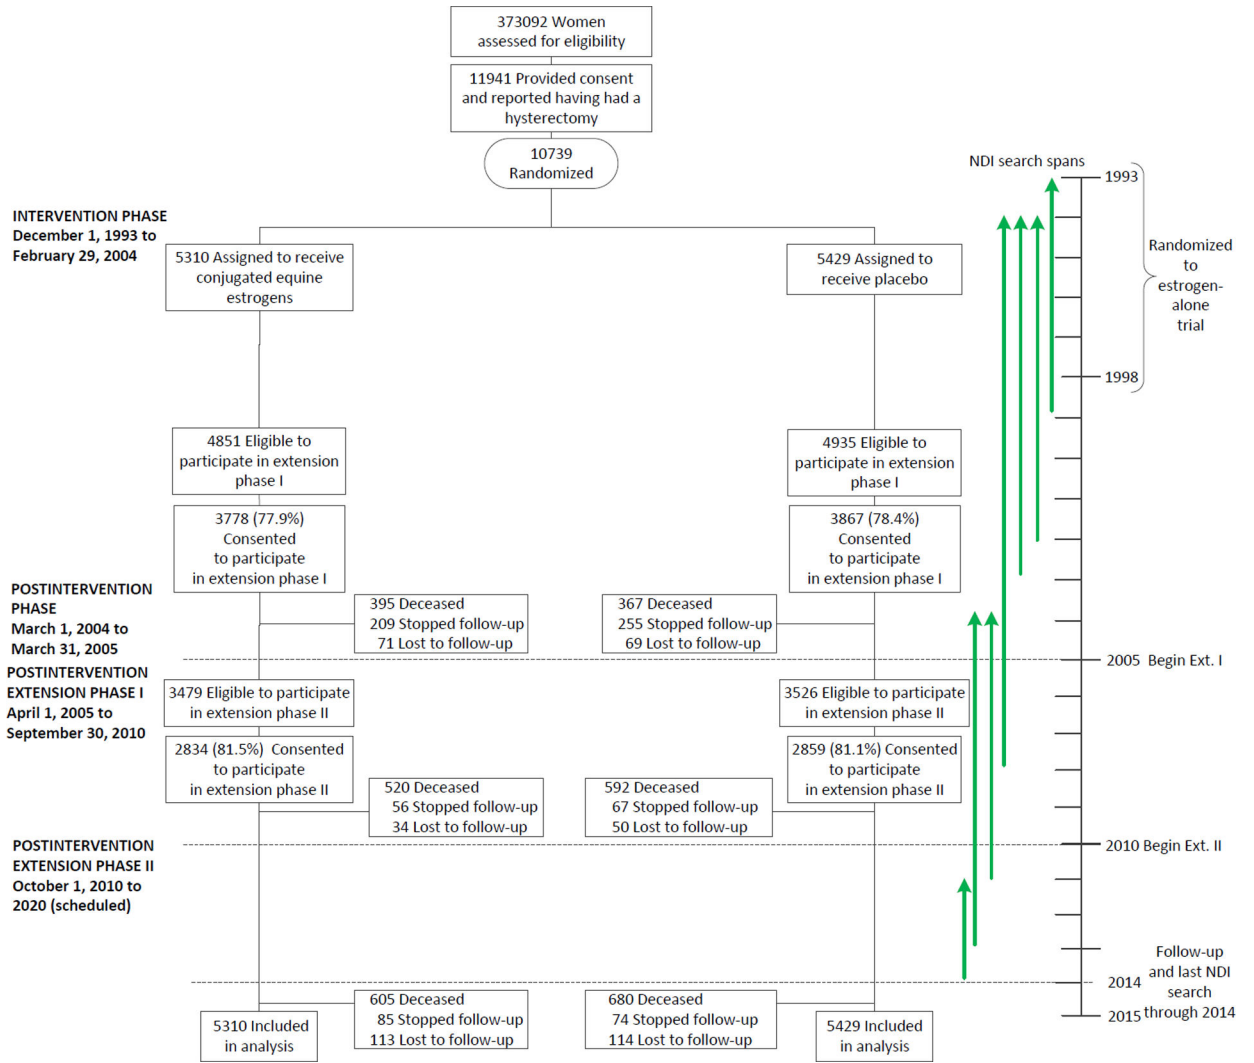 373092 Women
assessed for eligibility
11941 Provided consent
and reported having had a
hysterectomy
10739
Randomized
INTERVENTION PHASE
December 1, 1993 to
February 29, 2004
5310 Assigned to receive
conjugated equine
estrogens
5429 Assigned to
receive placebo
4851 Eligible to
participate in extension
phase I
4935 Eligible to
participate in extension
phase I
3778 (77.9%)
Consented
to participate
in extension phase I
3867 (78.4%)
Consented
to participate
in extension phase I
POSTINTERVENTION
PHASE
March 1, 2004 to
March 31, 2005
395 Deceased
209 Stopped follow-up
71 Lost to follow-up
367 Deceased
255 Stopped follow-up
69 Lost to follow-up
POSTINTERVENTION
EXTENSION PHASE I
April 1, 2005 to
September 30, 2010
3479 Eligible to participate
in extension phase II
3526 Eligible to participate
in extension phase II
2834 (81.5%) Consented
to participate
in extension phase II
2859 (81.1%) Consented
to participate
in extension phase II
520 Deceased
56 Stopped follow-up
34 Lost to follow-up
592 Deceased
67 Stopped follow-up
50 Lost to follow-up
POSTINTERVENTION
EXTENSION PHASE II
October 1, 2010 to
2020 (scheduled)
605 Deceased
85 Stopped follow-up
113 Lost to follow-up
680 Deceased
74 Stopped follow-up
114 Lost to follow-up
5310 Included
in analysis
5429 Included
in analysis
NDI search spans
1993
Randomized
to
estrogen-
alone
trial
1998
2005 Begin Ext. I
2010 Begin Ext. II
2014
2015
Follow-up
and last NDI
search
through 2014